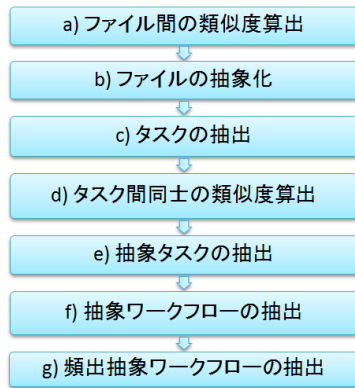 a) ファイル間の類似度算出
b) ファイルの抽象化
c) タスクの抽出
d) タスク間同士の類似度算出
e) 抽象タスクの抽出
f) 抽象ワークフローの抽出
g) 頻出抽象ワークフローの抽出